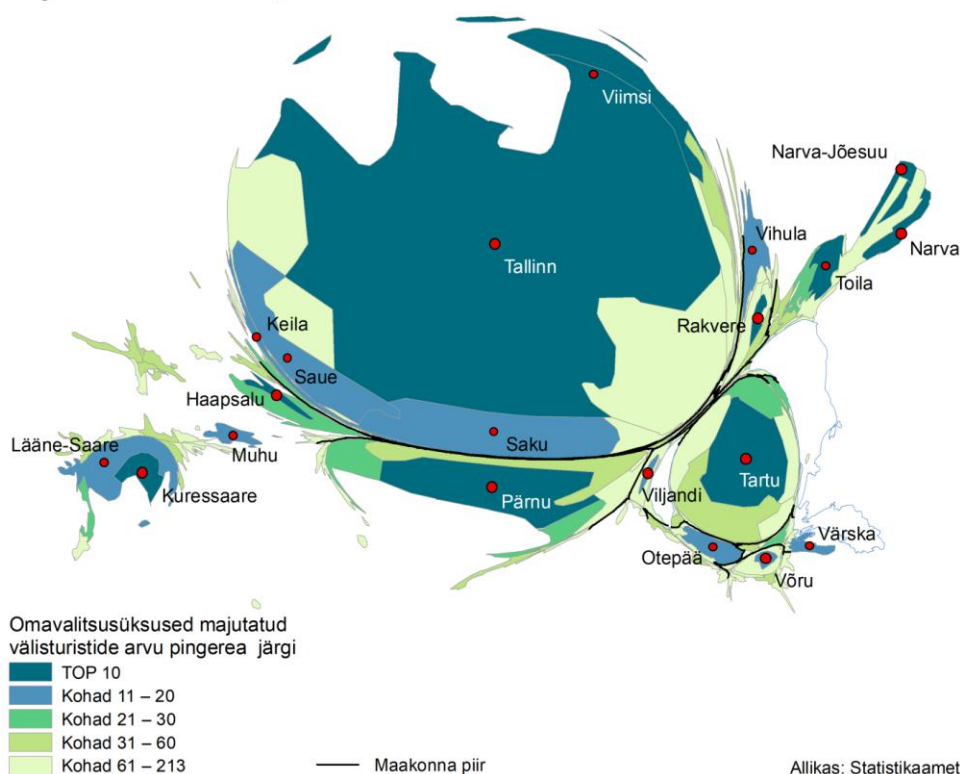 Viimsi
Narva-Jõesuu
Vihula
Tallinn
Narva
Toila
Rakvere
Keila
Saue
Haapsalu
Lääne-Saare
Muhu
Saku
Kuressaare
Pärnu
Viljandi
Tartu
Otepää
Värska
Võru
Omavalitsusüksused majutatud
välisturistide arvu pingerea järgi
TOP 10
Kohad 11 – 20
Kohad 21 – 30
Kohad 31 – 60
Kohad 61 – 213
Maakonna piir
Allikas: Statistikaamet